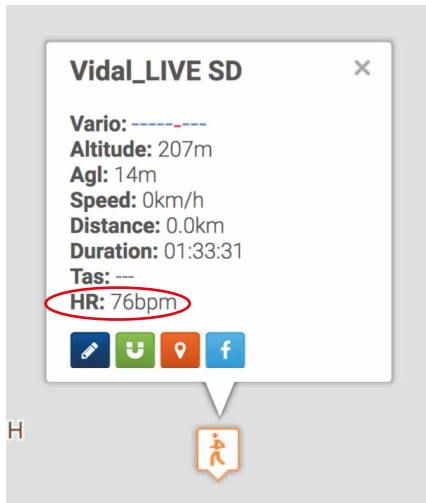 Vidal_LIVE SD ×
Vario: ---------
Altitude: 207m
Agl: 14m
Speed: 0km/h
Distance: 0.0km
Duration: 01:33:31
Tas: ---
HR: 76bpm
f
H